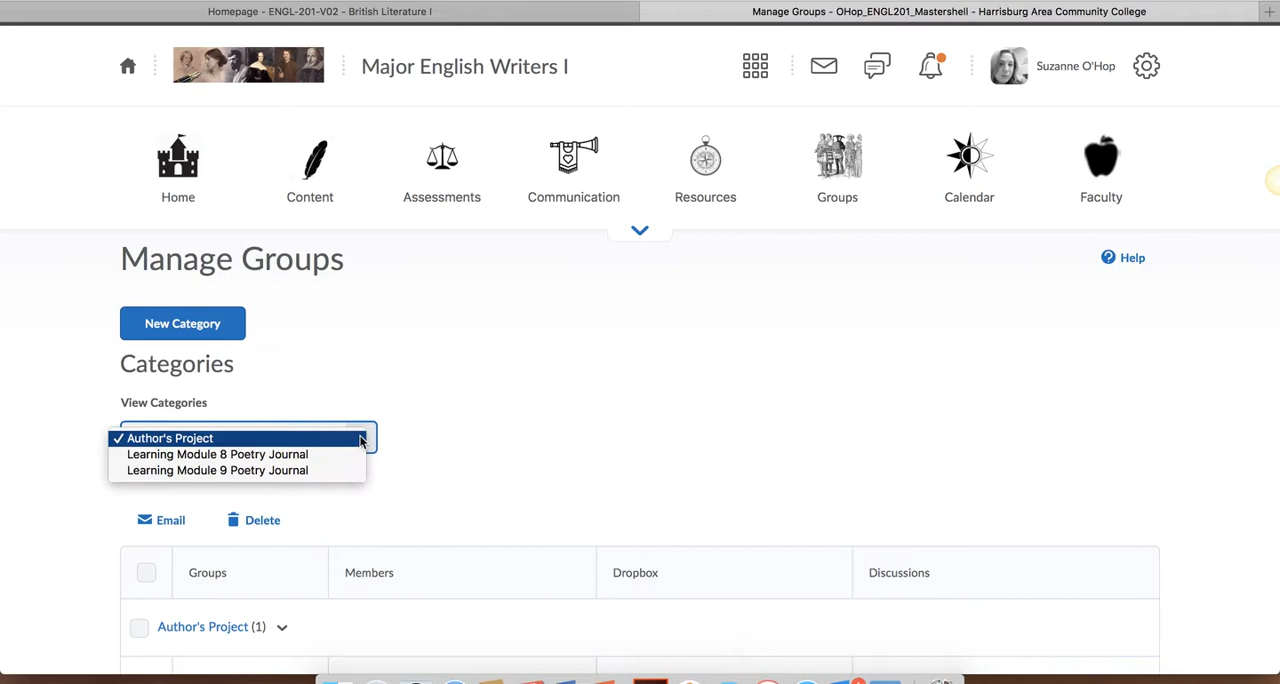 Homepage - ENGL-201-V02 - British Literature I
Manage Groups - OHop_ENGL201_Mastershell - Harrisburg Area Community College
Major English Writers I
Suzanne O'Hop
Home
Content
Assessments
Communication
Resources
Groups
Calendar
Faculty
Manage Groups
Help
New Category
Categories
View Categories
✓ Author's Project
Learning Module 8 Poetry Journal
Learning Module 9 Poetry Journal
Email
Delete
Groups
Members
Dropbox
Discussions
Author's Project (1)